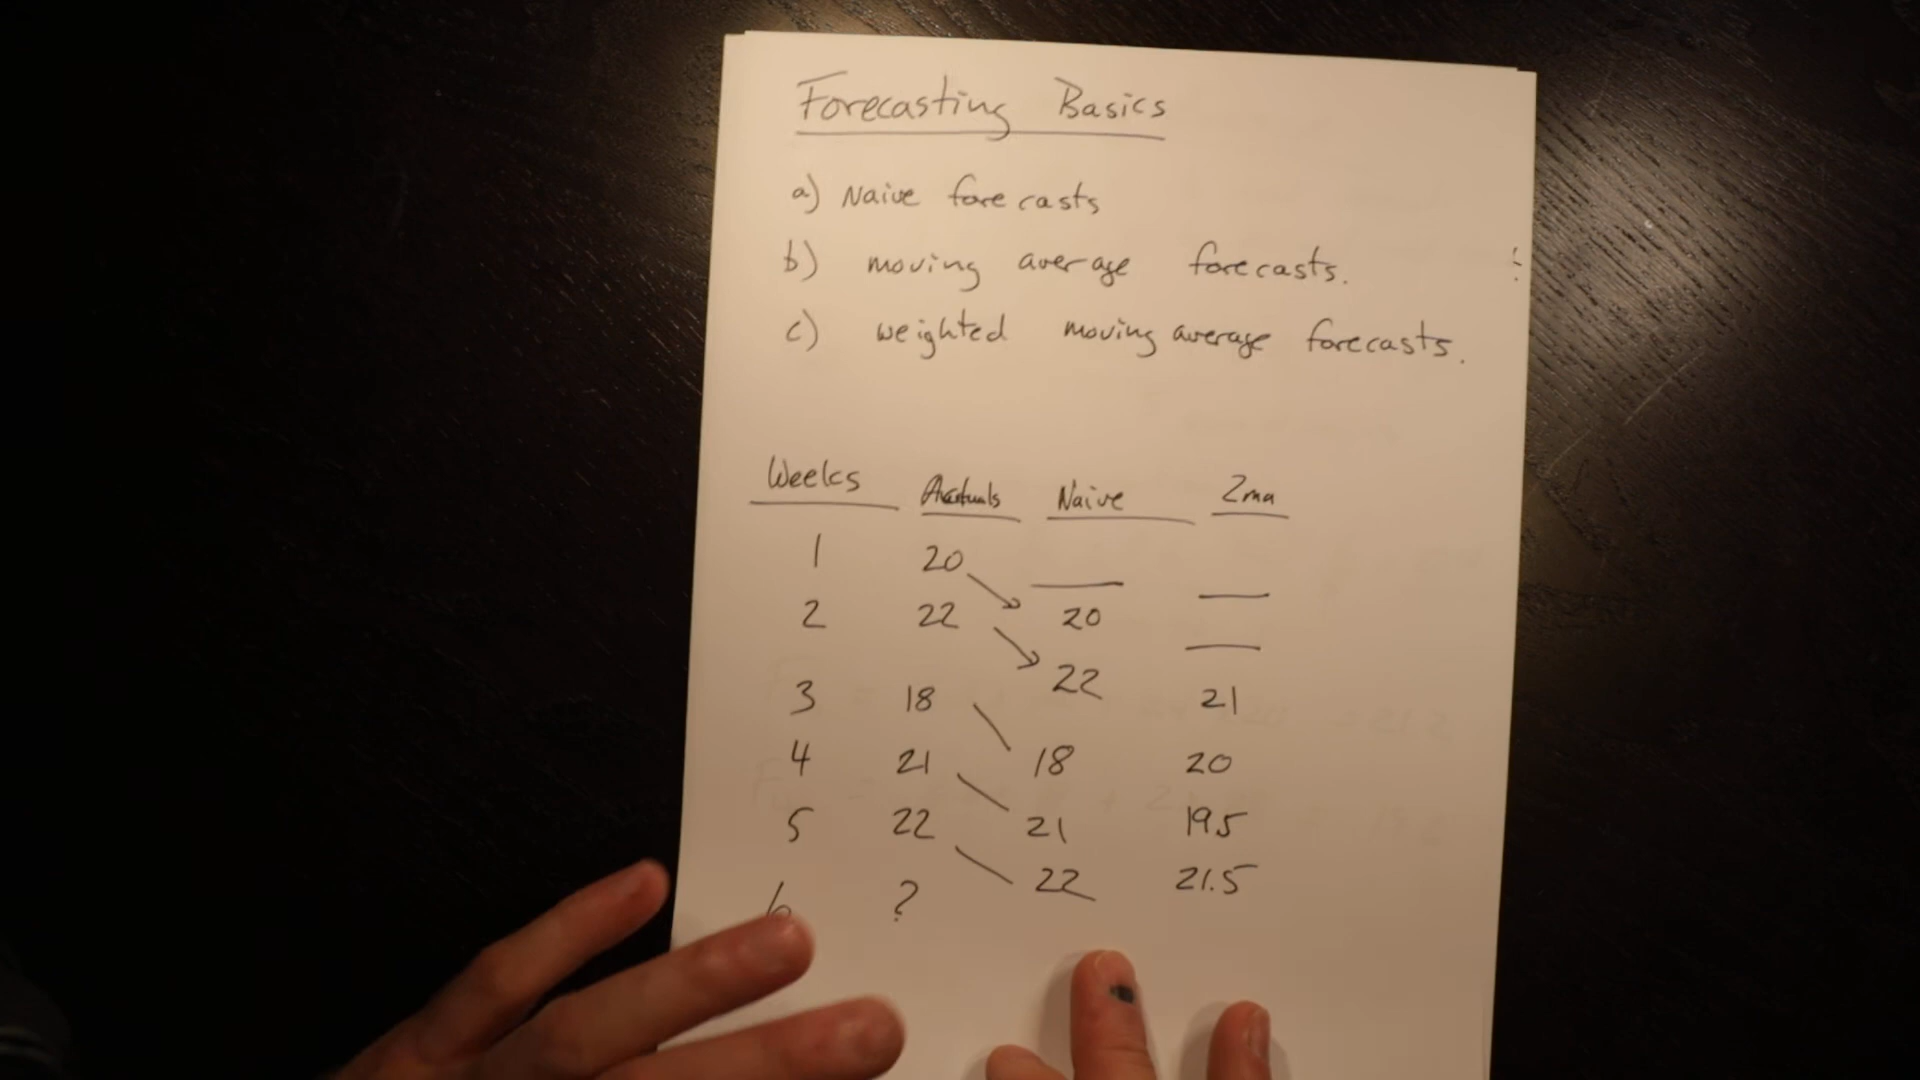 Forecasting Basics
a) Naive forecasts
b) moving average forecasts.
c) weighted moving average forecasts.
Weeks Actuals Naive 2ma
1 20
2 22 20
3 18 22 21
4 21 18 20
5 22 21 19.5
6 ? 22 21.5